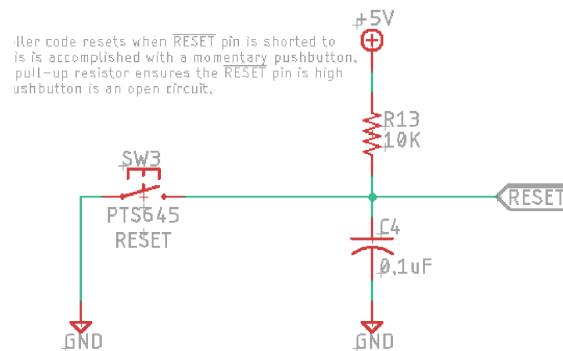 ller code resets when RESET pin is shorted to
is is accomplished with a momentary pushbutton.
pull-up resistor ensures the RESET pin is high
ushbutton is an open circuit.
+5V
R13
10K
SW3
PTS645
RESET
RESET
C4
0.1uF
GND
GND